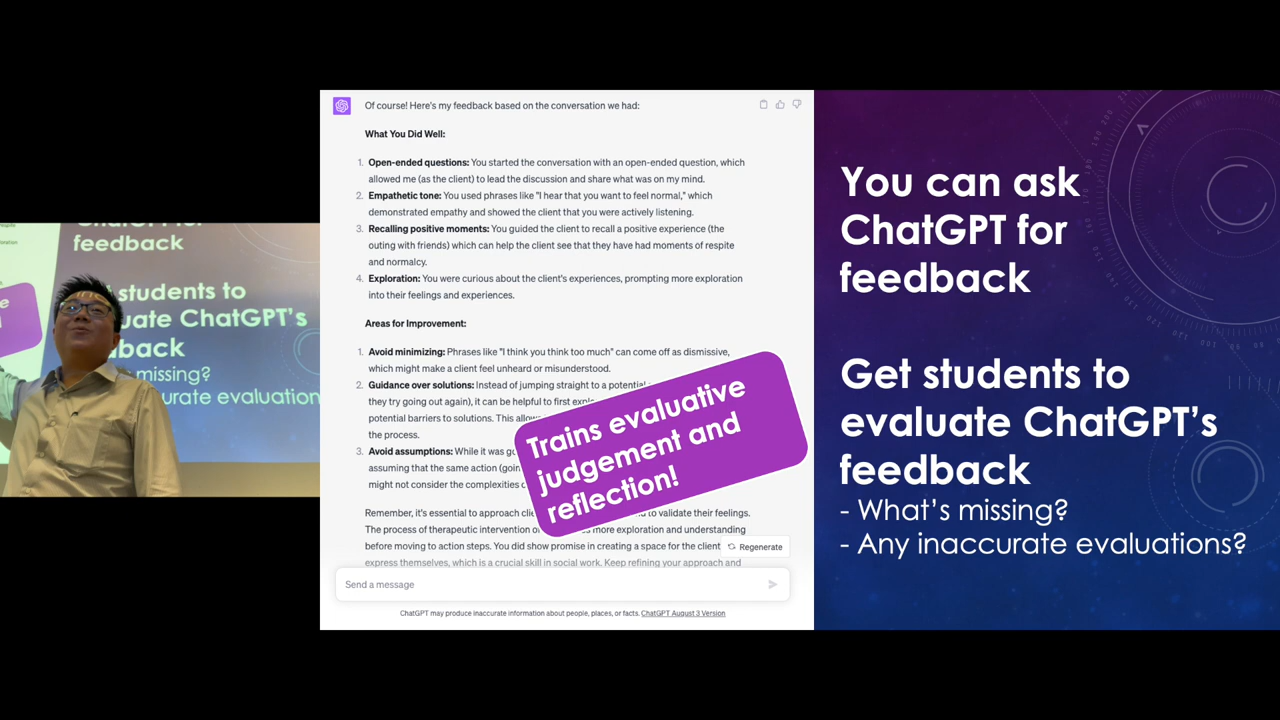 feedback
students to
uate ChatGPT's
back
missing?
urate evaluation
Of course! Here's my feedback based on the conversation we had:
What You Did Well:
1. Open-ended questions: You started the conversation with an open-ended question, which
allowed me (as the client) to lead the discussion and share what was on my mind.
2. Empathetic tone: You used phrases like "I hear that you want to feel normal," which
demonstrated empathy and showed the client that you were actively listening.
3. Recalling positive moments: You guided the client to recall a positive experience (the
outing with friends) which can help the client see that they have had moments of respite
and normalcy.
4. Exploration: You were curious about the client's experiences, prompting more exploration
into their feelings and experiences.
Areas for Improvement:
1. Avoid minimizing: Phrases like "I think you think too much" can come off as dismissive,
which might make a client feel unheard or misunderstood.
2. Guidance over solutions: Instead of jumping straight to a potential
they try going out again), it can be helpful to first
potential barriers to solutions. This
the process.
3. Avoid assumptions: While it was
assuming that the same action
might not consider the complexities
Remember, it's essential to approach to validate their feelings.
The process of therapeutic intervention more exploration and understanding
before moving to action steps. You did show promise in creating a space for the client
express themselves, which is a crucial skill in social work. Keep refining your approach and
Regenerate
Send a message
ChatGPT may produce inaccurate information about people, places, or facts. ChatGPT August 3 Version
Trains evaluative
judgement and
reflection!
You can ask
ChatGPT for
feedback
Get students to
evaluate ChatGPT's
feedback
- What's missing?
- Any inaccurate evaluations?